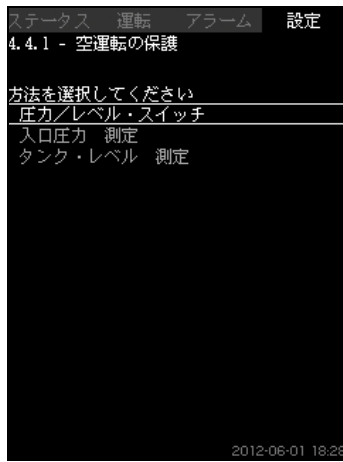 ステータス 運転 アラーム 設定
4.4.1 - 空運転の保護
方法を選択してください
圧力／レベル・スイッチ
入口圧力 測定
タンク・レベル 測定
2012-06-01 18:28